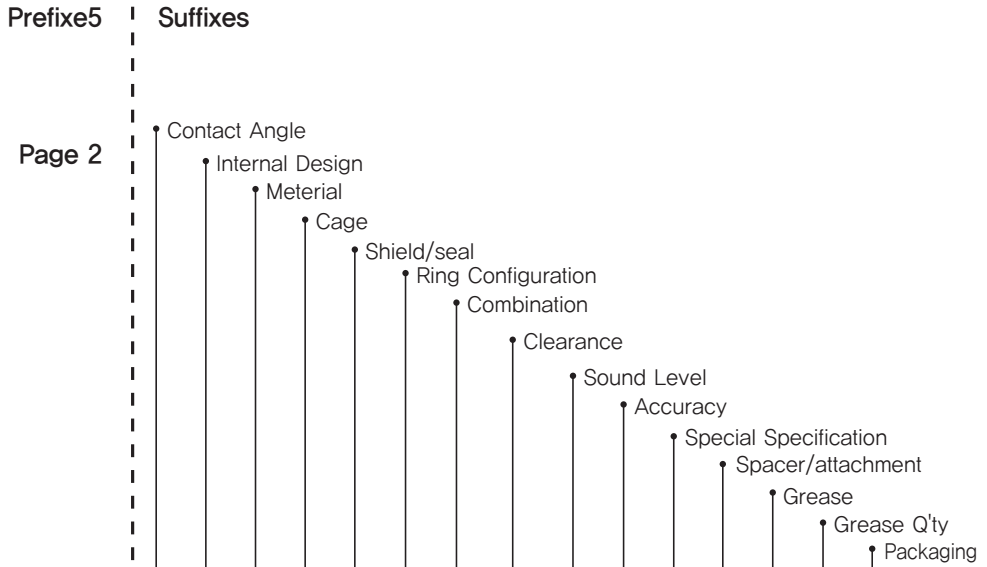 Prefixe5
Suffixes
Contact Angle
Page 2
Internal Design
Meterial
Cage
Shield/seal
Ring Configuration
Combination
Clearance
Sound Level
Accuracy
Special Specification
Spacer/attachment
Grease
Grease Q'ty
Packaging